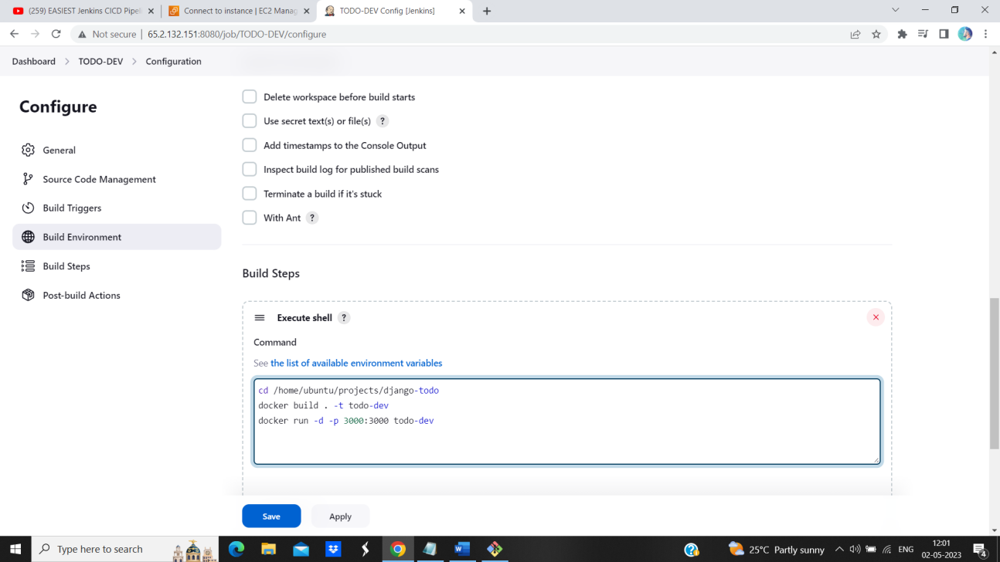 (259) EASIEST Jenkins CICD Pipeli
Connect to instance | EC2 Manag
TODO-DEV Config [Jenkins]
Not secure | 65.2.132.151:8080/job/TODO-DEV/configure
Dashboard > TODO-DEV > Configuration
Configure
General
Source Code Management
Build Triggers
Build Environment
Build Steps
Post-build Actions
Delete workspace before build starts
Use secret text(s) or file(s) ?
Add timestamps to the Console Output
Inspect build log for published build scans
Terminate a build if it's stuck
With Ant ?
Build Steps
Execute shell ?
Command
See the list of available environment variables
cd /home/ubuntu/projects/django-todo
docker build . -t todo-dev
docker run -d -p 3000:3000 todo-dev
Save
Apply
Type here to search
25°C Partly sunny
ENG
12:01
02-05-2023
4